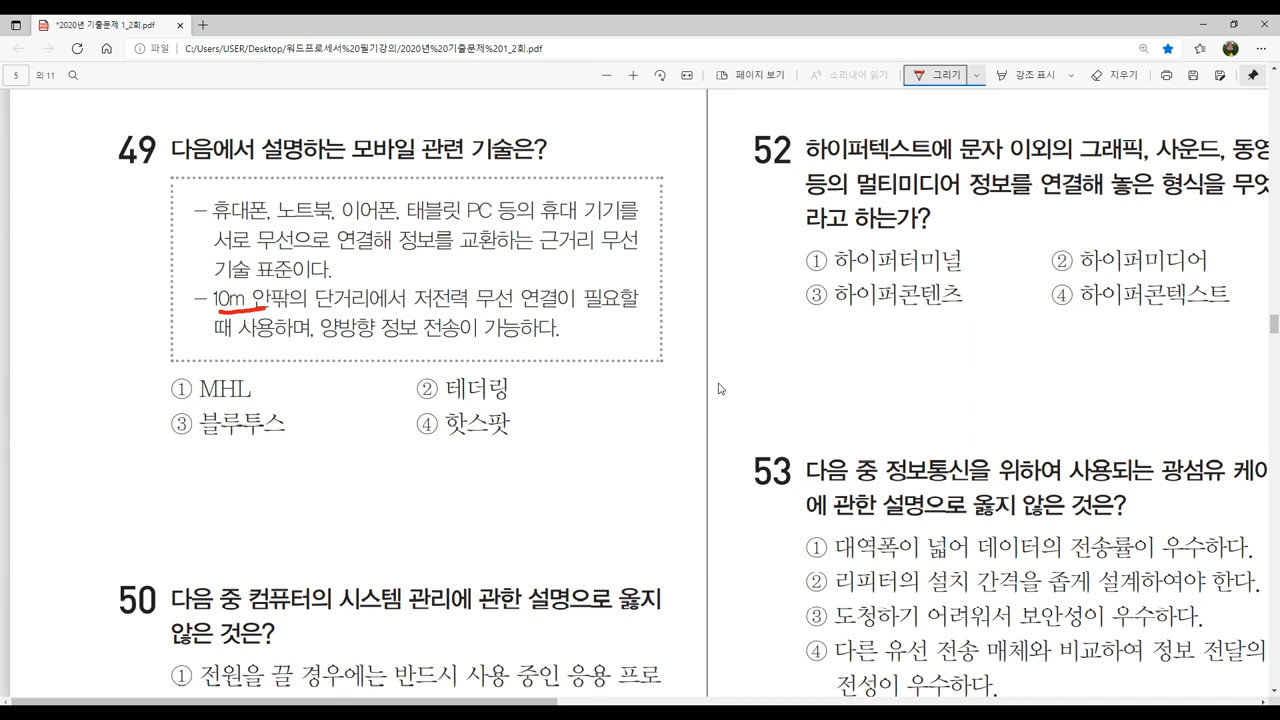 *2020년 기출문제 1_2회.pdf
파일 C:/Users/USER/Desktop/워드프로세서%20필기강의/2020년%20기출문제%201_2회.pdf
5 의 11 페이지 보기 소리내어 읽기 그리기 강조 표시 지우기
49 다음에서 설명하는 모바일 관련 기술은?
– 휴대폰, 노트북, 이어폰, 태블릿 PC 등의 휴대 기기를
서로 무선으로 연결해 정보를 교환하는 근거리 무선
기술 표준이다.
– 10m 안팎의 단거리에서 저전력 무선 연결이 필요할
때 사용하며, 양방향 정보 전송이 가능하다.
① MHL ② 테더링
③ 블루투스 ④ 핫스팟
50 다음 중 컴퓨터의 시스템 관리에 관한 설명으로 옳지
않은 것은?
① 전원을 끌 경우에는 반드시 사용 중인 응용 프로
52 하이퍼텍스트에 문자 이외의 그래픽, 사운드, 동영
등의 멀티미디어 정보를 연결해 놓은 형식을 무엇
라고 하는가?
① 하이퍼터미널 ② 하이퍼미디어
③ 하이퍼콘텐츠 ④ 하이퍼콘텍스트
53 다음 중 정보통신을 위하여 사용되는 광섬유 케이
에 관한 설명으로 옳지 않은 것은?
① 대역폭이 넓어 데이터의 전송률이 우수하다.
② 리피터의 설치 간격을 좁게 설계하여야 한다.
③ 도청하기 어려워서 보안성이 우수하다.
④ 다른 유선 전송 매체와 비교하여 정보 전달의
전성이 우수하다.